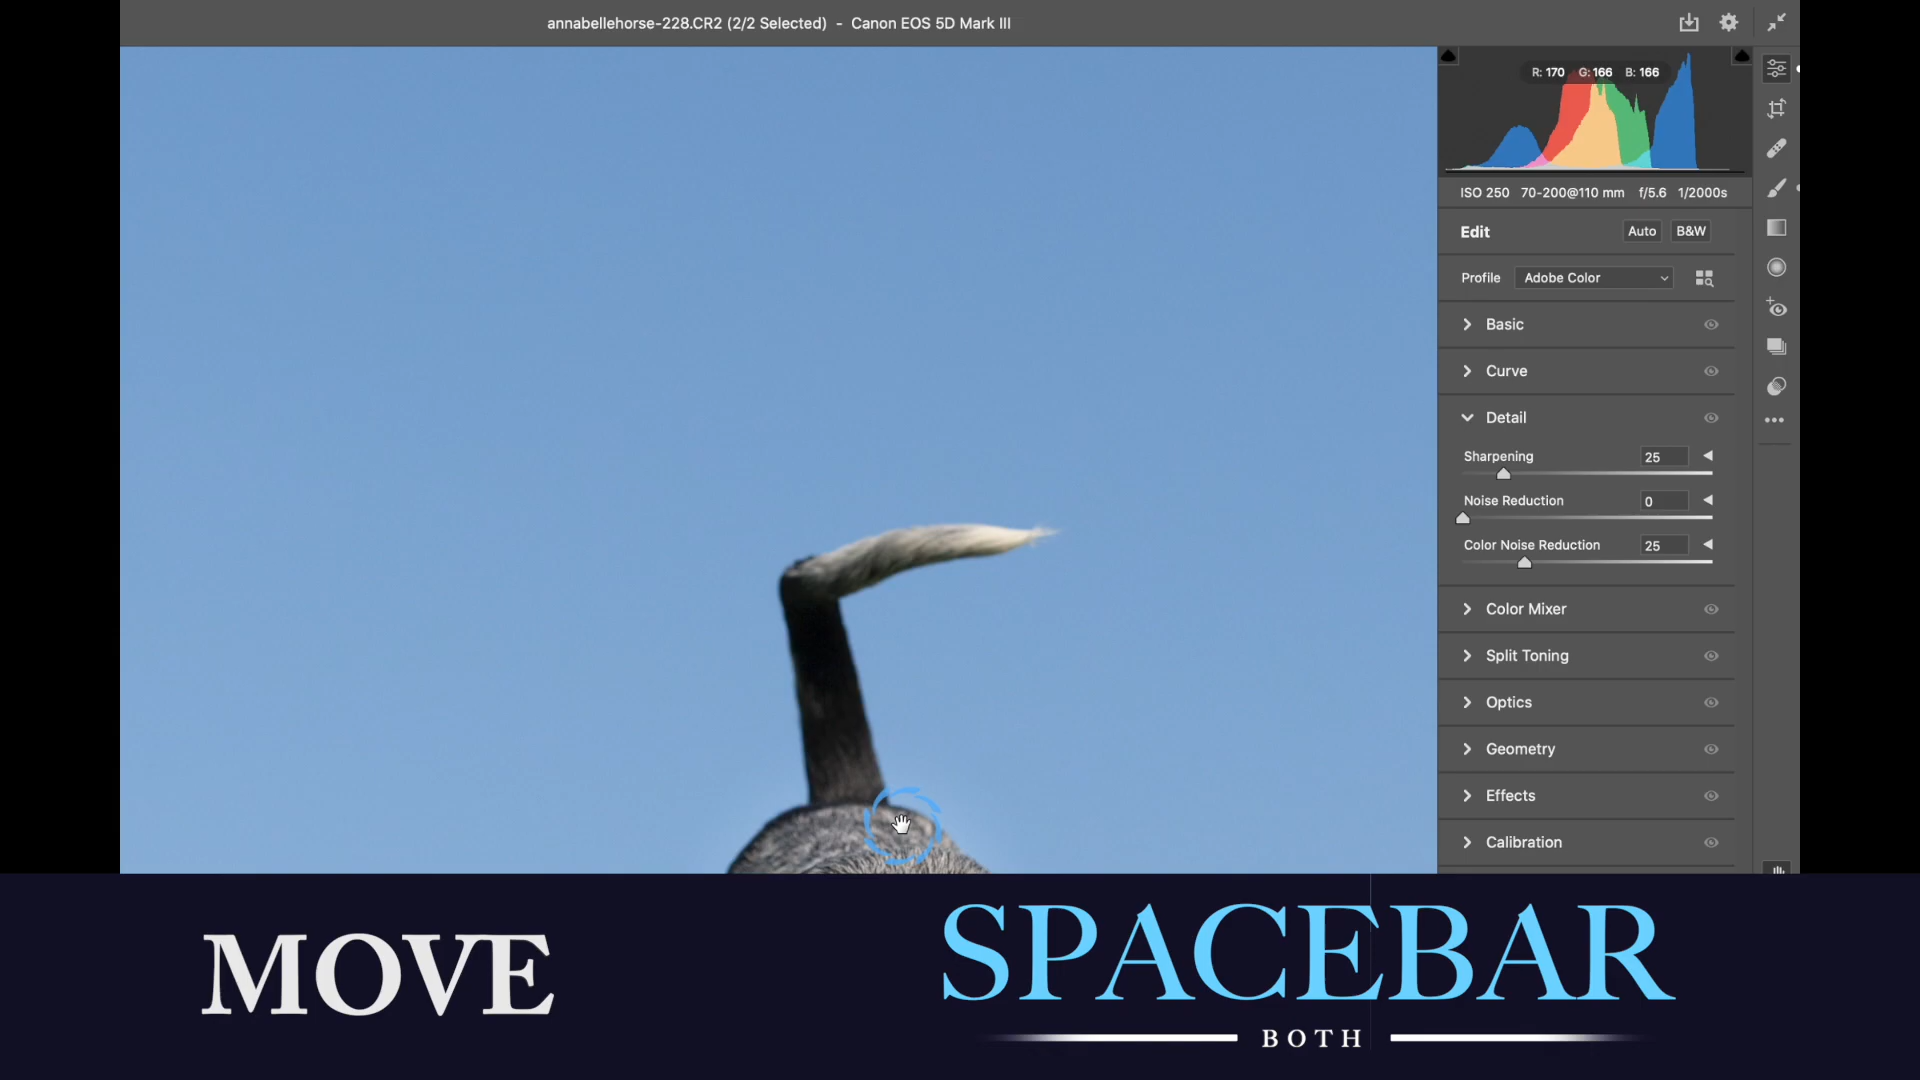 annabellehorse-228.CR2 (2/2 Selected) - Canon EOS 5D Mark III
R: 170 G: 166 B: 166
ISO 250 70-200@110 mm f/5.6 1/2000s
Edit Auto B&W
Profile Adobe Color
Basic
Curve
Detail
Sharpening 25
Noise Reduction 0
Color Noise Reduction 25
Color Mixer
Split Toning
Optics
Geometry
Effects
Calibration
MOVE
SPACEBAR
BOTH